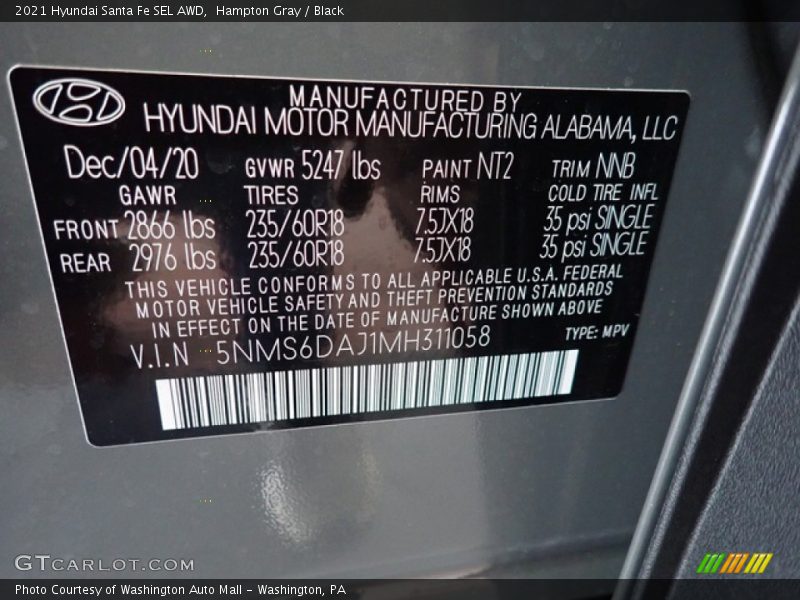 2021 Hyundai Santa Fe SEL AWD,  Hampton Gray / Black
MANUFACTURED BY
HYUNDAI MOTOR MANUFACTURING ALABAMA, LLC
Dec/04/20 GVWR 5247 lbs PAINT NT2 TRIM NNB
GAWR TIRES RIMS COLD TIRE INFL
FRONT 2866 lbs 235/60R18 7.5JX18 35 psi SINGLE
REAR 2976 lbs 235/60R18 7.5JX18 35 psi SINGLE
THIS VEHICLE CONFORMS TO ALL APPLICABLE U.S.A. FEDERAL
MOTOR VEHICLE SAFETY AND THEFT PREVENTION STANDARDS
IN EFFECT ON THE DATE OF MANUFACTURE SHOWN ABOVE
V.I.N 5NMS6DAJ1MH311058 TYPE: MPV
GTCARLOT.COM
Photo Courtesy of Washington Auto Mall - Washington, PA